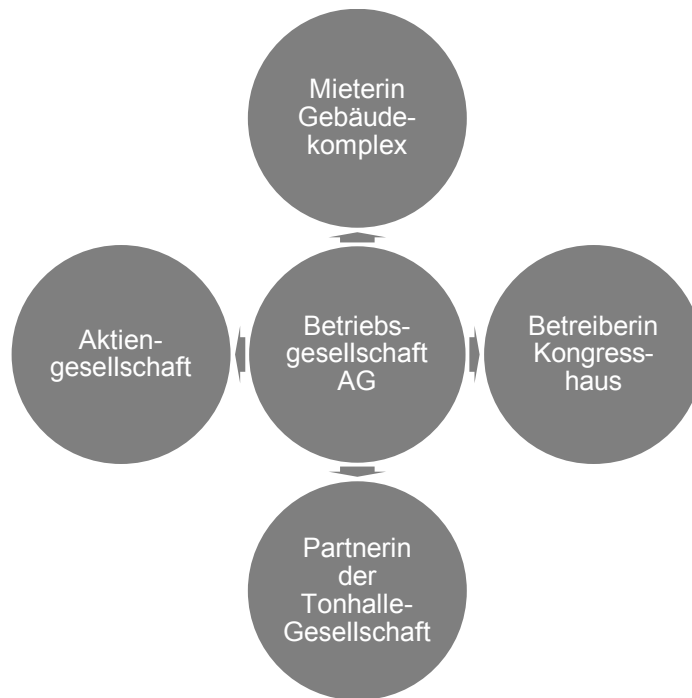 Mieterin
Gebäude-
komplex
Aktien-
gesellschaft
Betriebs-
gesellschaft
AG
Betreiberin
Kongress-
haus
Partnerin
der
Tonhalle-
Gesellschaft